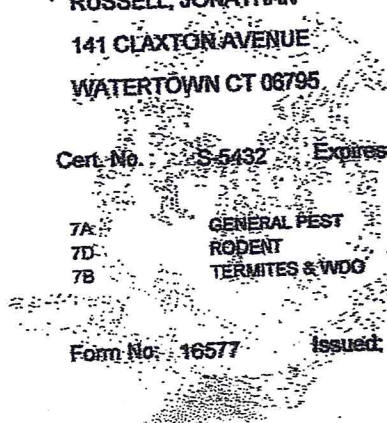 RUSSELL, JONATHAN
141 CLAXTON AVENUE
WATERTOWN CT 06795
Cert. No. : S-5432 Expires
7A GENERAL PEST
7D RODENT
7B TERMITES & WDO
Form No: 16577 Issued: